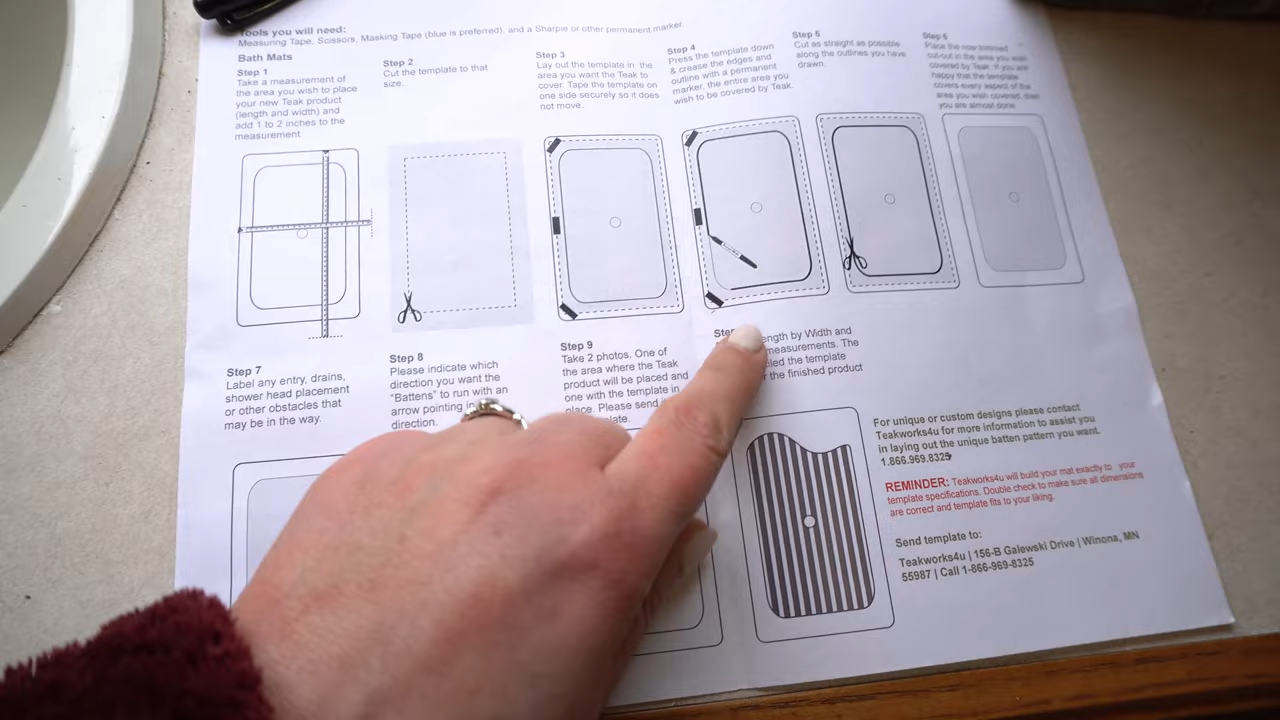 Tools you will need:
Measuring Tape, Scissors, Masking Tape (blue is preferred), and a Sharpie or other permanent marker.
Bath Mats
Step 1
Take a measurement of
the area you wish to place
your new Teak product
(length and width) and
add 1 to 2 inches to the
measurement
Step 2
Cut the template to that
size.
Step 3
Lay out the template in the
area you want the Teak to
cover. Tape the template on
one side securely so it does
not move.
Step 4
Press the template down
& crease the edges and
outline with a permanent
marker, the entire area you
wish to be covered by Teak.
Step 5
Cut as straight as possible
along the outlines you have
drawn.
Step 6
Place the now trimmed
cut-out in the area you wish
covered by Teak. If you are
happy that the template
covers every aspect of the
area you wish covered, then
you are almost done
Step 7
Label any entry, drains,
shower head placement
or other obstacles that
may be in the way.
Step 8
Please indicate which
direction you want the
"Battens" to run with an
arrow pointing in
direction.
Step 9
Take 2 photos. One of
the area where the Teak
product will be placed and
one with the template in
place. Please send
by Width and
measurements. The
the template
the finished product
For unique or custom designs please contact
Teakworks4u for more information to assist you
in laying out the unique batten pattern you want.
1.866.969.8325
REMINDER: Teakworks4u will build your mat exactly to your
template specifications. Double check to make sure all dimensions
are correct and template fits to your liking.
Send template to:
Teakworks4u | 156-B Galewski Drive | Winona, MN
55987 | Call 1-866-969-8325